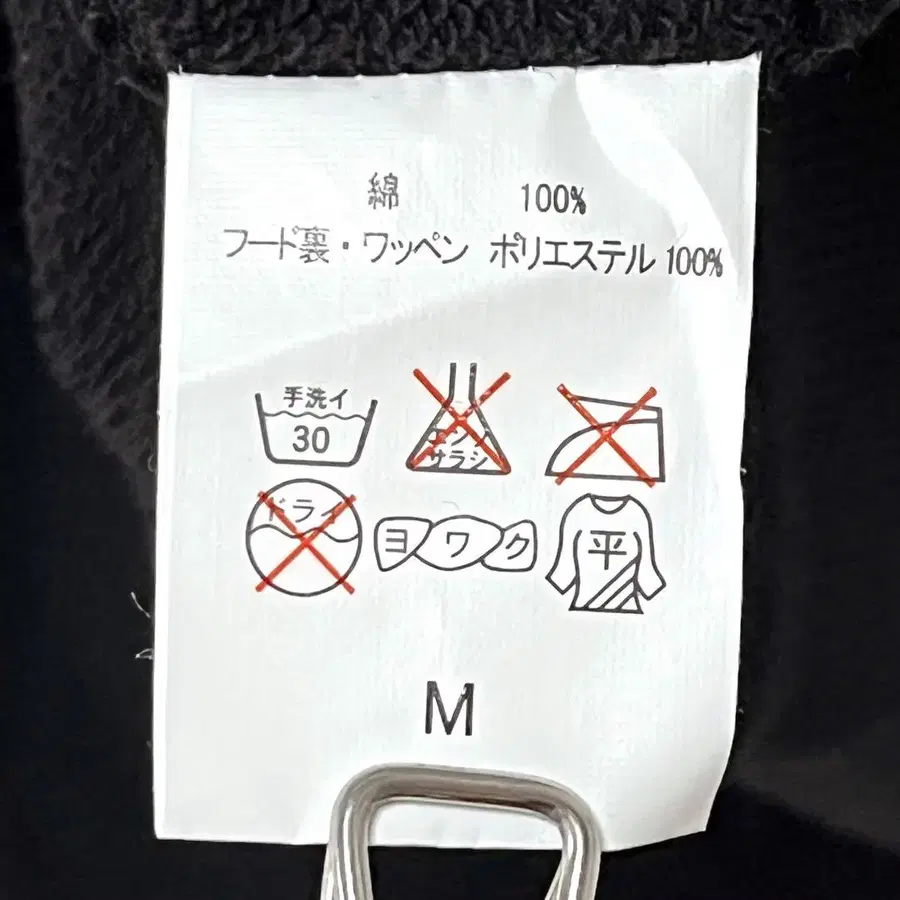 綿 100%
フード裏・ワッペン ポリエステル 100%
手洗イ
30
エンソ
サラシ
ドライ
ヨワク
平
M